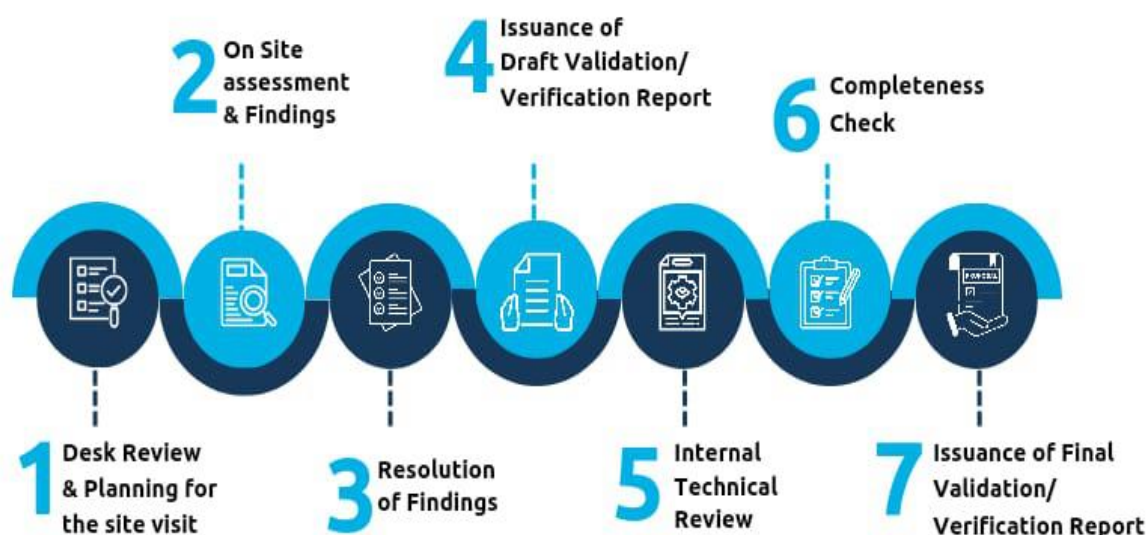 1
Desk Review
& Planning for
the site visit
2
On Site
assessment
& Findings
3
Resolution
of Findings
4
Issuance of
Draft Validation/
Verification Report
5
Internal
Technical
Review
6
Completeness
Check
7
Issuance of Final
Validation/
Verification Report